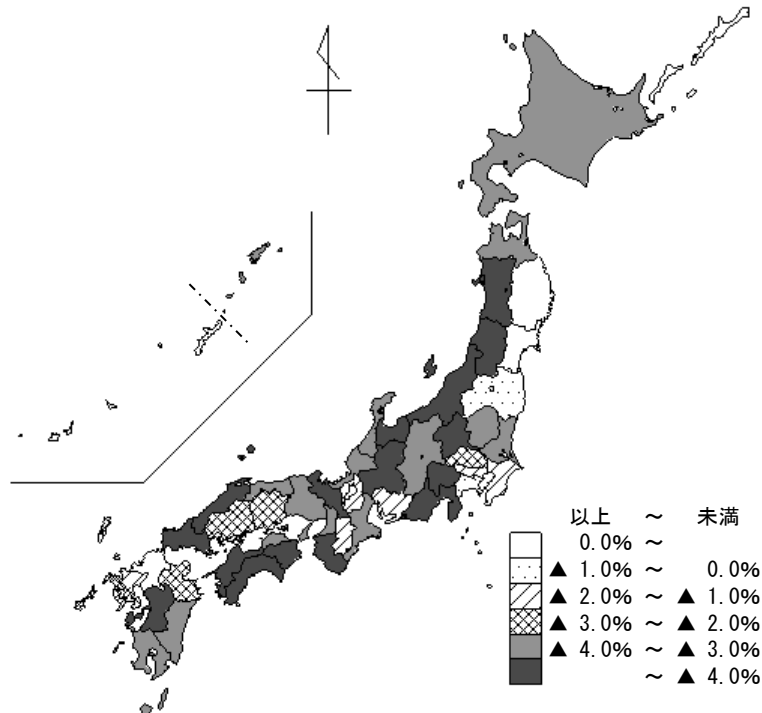 以上 ～ 未満
0.0% ～
▲ 1.0% ～ 0.0%
▲ 2.0% ～ ▲ 1.0%
▲ 3.0% ～ ▲ 2.0%
▲ 4.0% ～ ▲ 3.0%
～ ▲ 4.0%